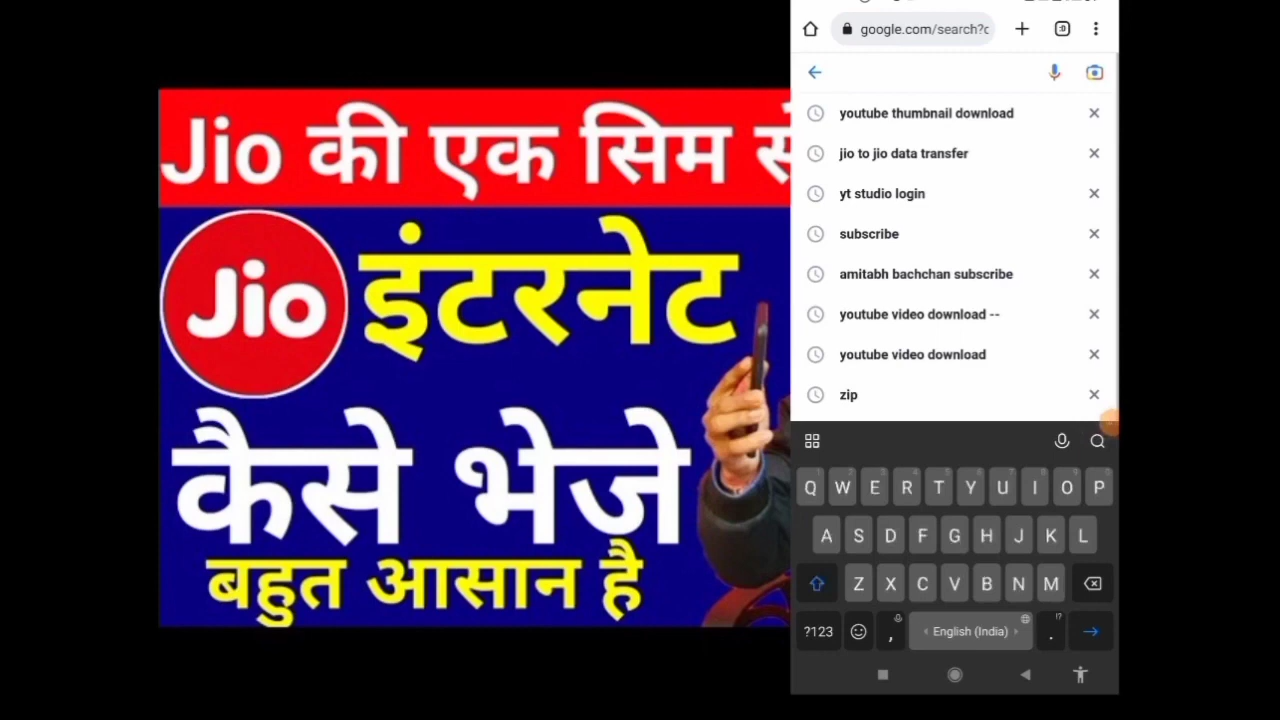 Jio की एक सिम से
Jio
इंटरनेट
कैसे भेजे
बहुत आसान है
google.com/search?c
youtube thumbnail download
jio to jio data transfer
yt studio login
subscribe
amitabh bachchan subscribe
youtube video download --
youtube video download
zip
Q W E R T Y U I O P
A S D F G H J K L
Z X C V B N M
?123 , English (India) . !?